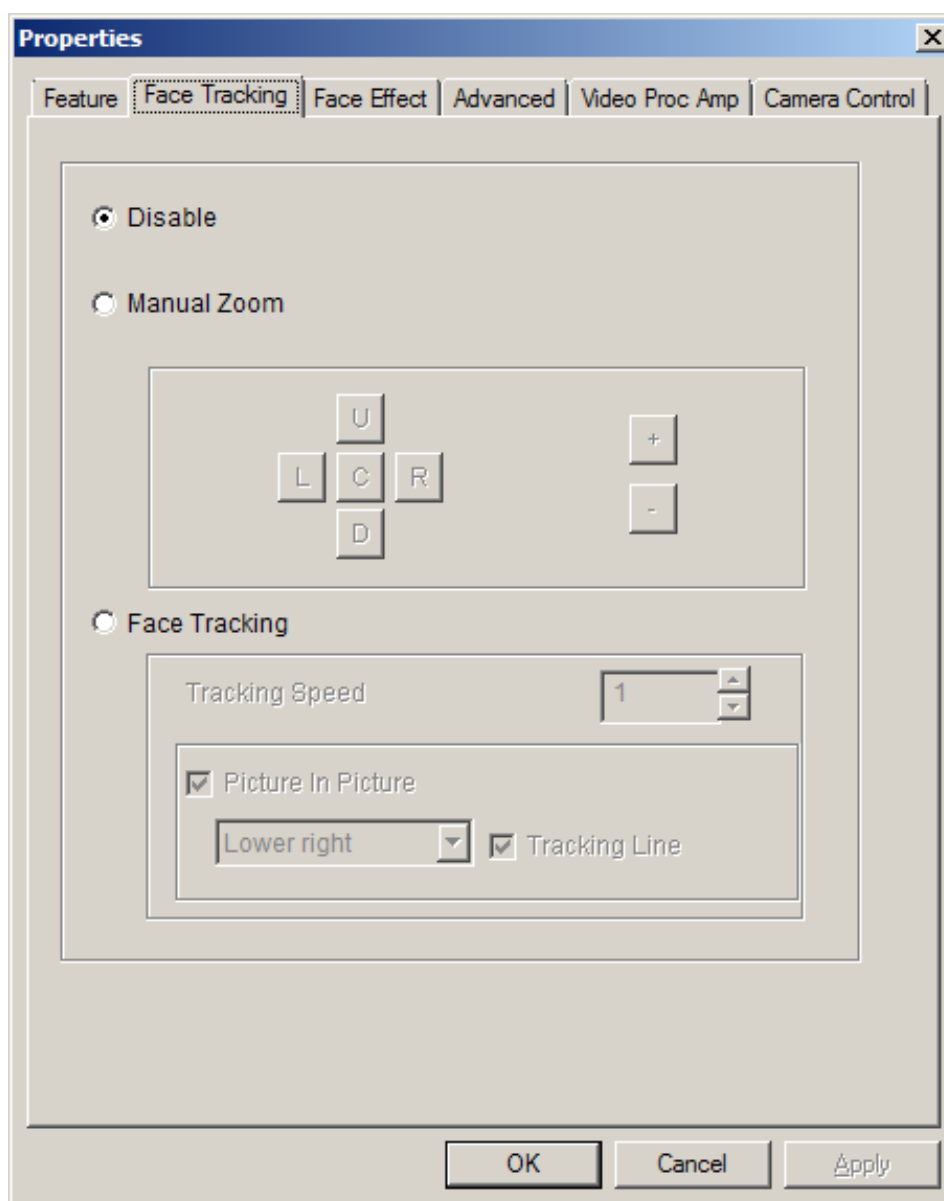 Properties
Feature Face Tracking Face Effect Advanced Video Proc Amp Camera Control
Disable
Manual Zoom
U
+
L C R
-
D
Face Tracking
Tracking Speed 1
Picture In Picture
Lower right Tracking Line
OK Cancel Apply